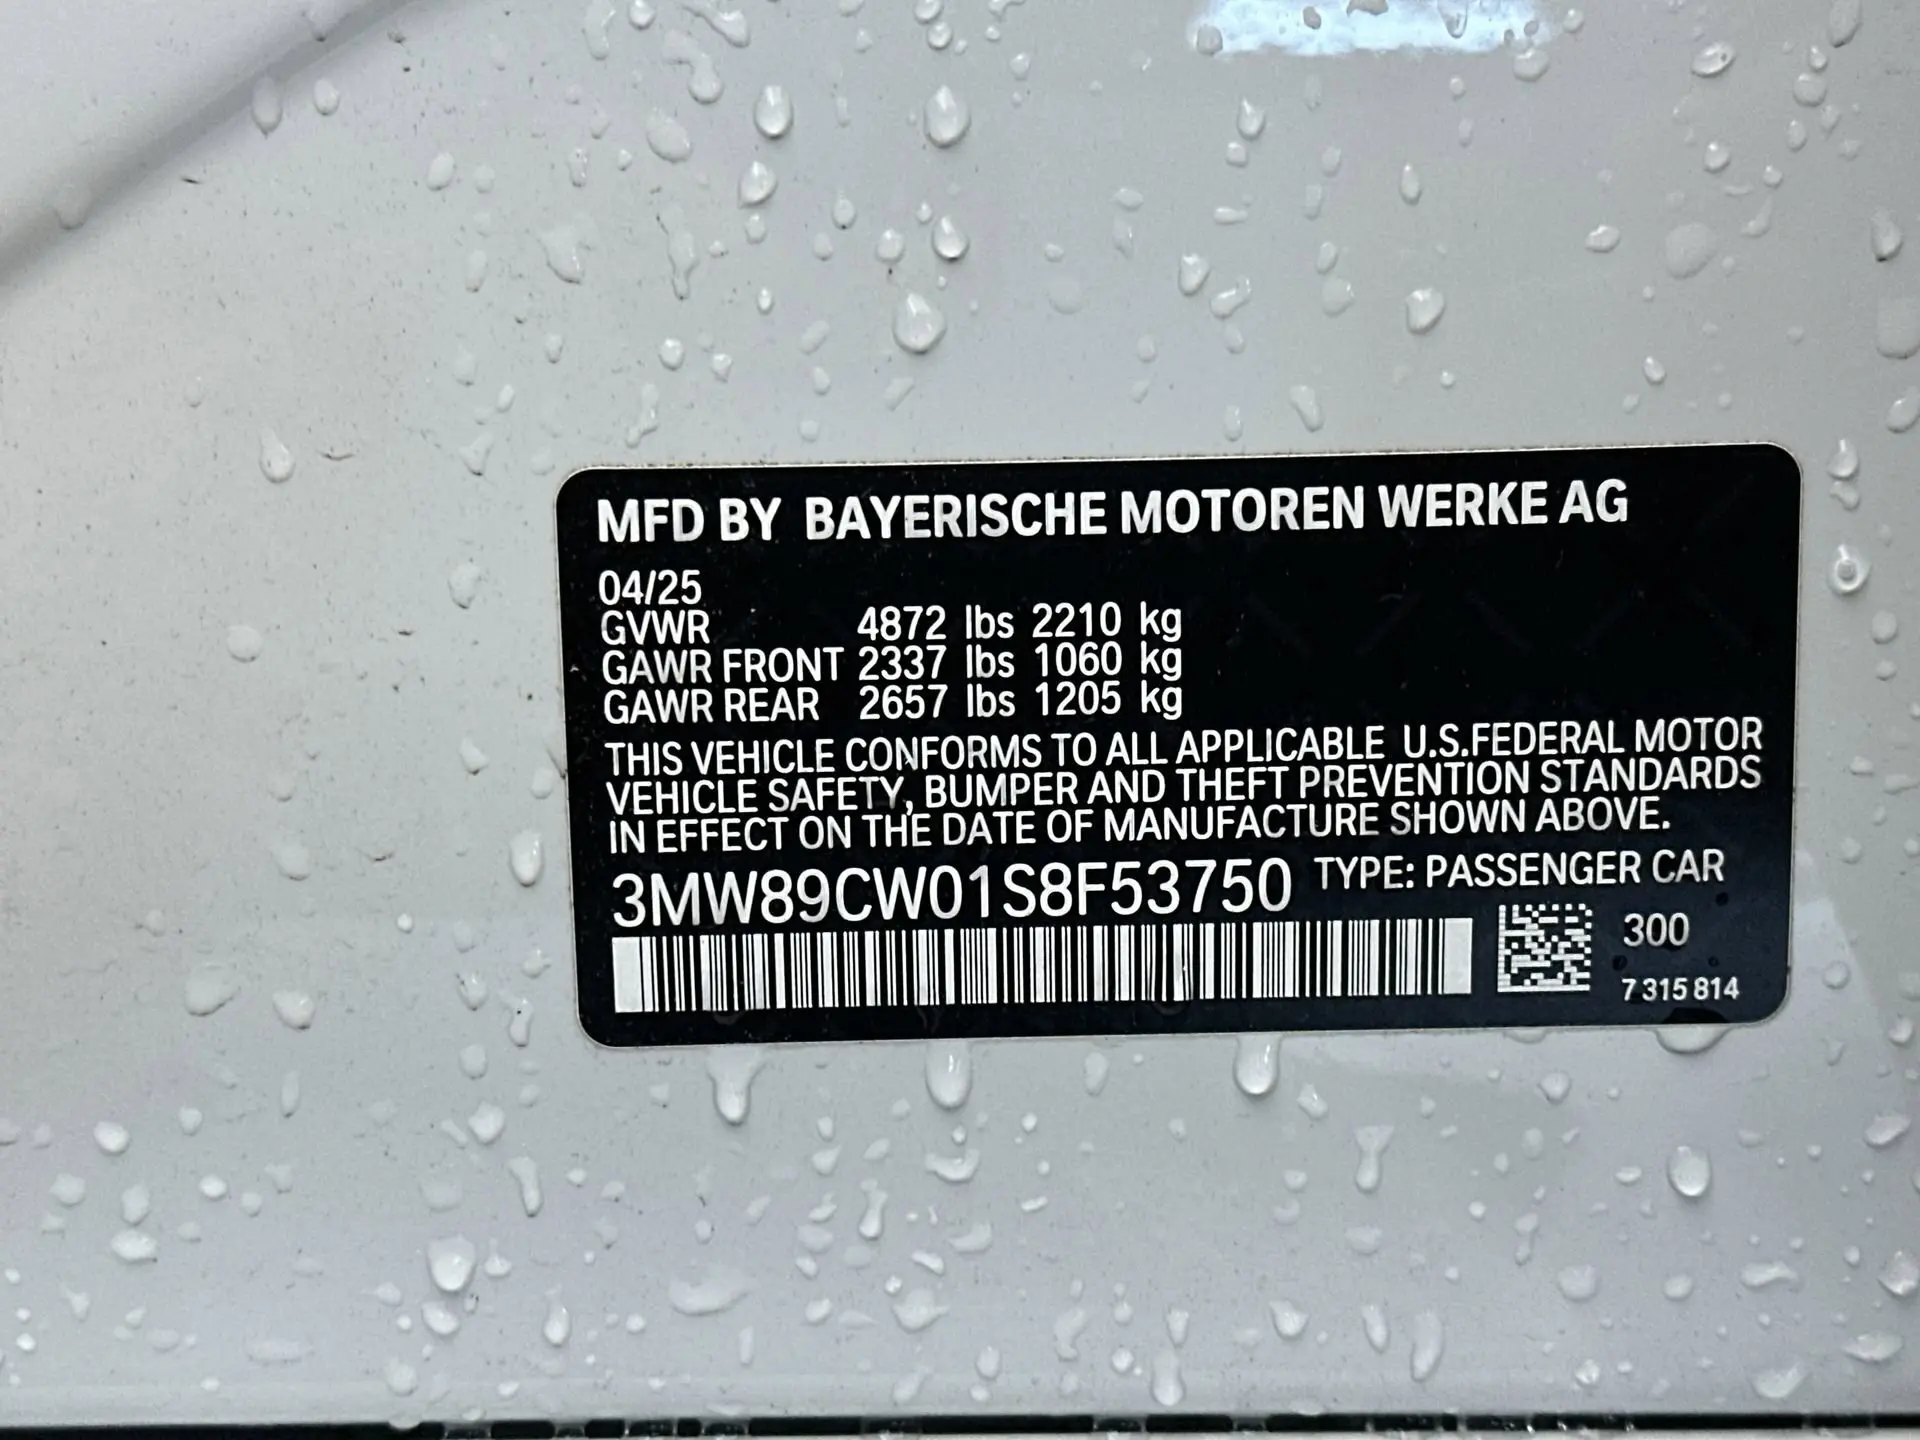 MFD BY BAYERISCHE MOTOREN WERKE AG
04/25
GVWR 4872 lbs 2210 kg
GAWR FRONT 2337 lbs 1060 kg
GAWR REAR 2657 lbs 1205 kg
THIS VEHICLE CONFORMS TO ALL APPLICABLE U.S.FEDERAL MOTOR
VEHICLE SAFETY, BUMPER AND THEFT PREVENTION STANDARDS
IN EFFECT ON THE DATE OF MANUFACTURE SHOWN ABOVE.
3MW89CW01S8F53750 TYPE: PASSENGER CAR
300
7 315 814